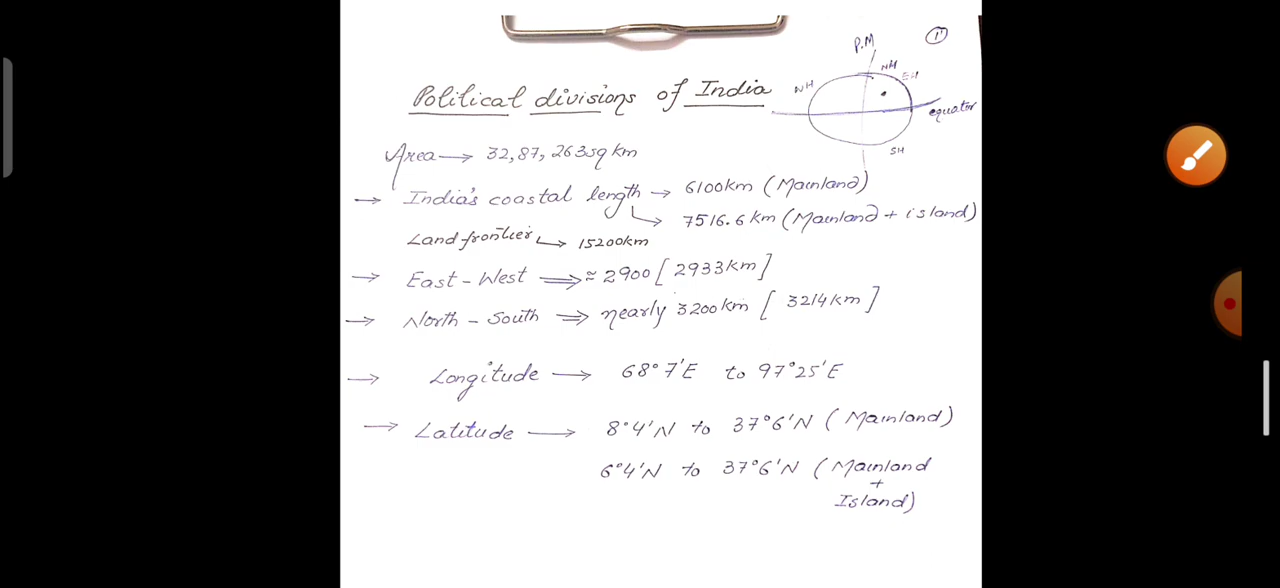 P.M
①
NH
EH
WH
Political divisions of India
equator
SH
Area → 32,87,263 sq km
→ India's coastal length → 6100km (Mainland)
↳ 7516.6 km (Mainland + island)
Land frontier ↳ 15200km
→ East - West ⟹ ≈ 2900 [2933km]
→ North - South ⟹ nearly 3200km [3214km]
→ Longitude → 68°7'E to 97°25'E
→ Latitude → 8°4'N to 37°6'N (Mainland)
6°4'N to 37°6'N (Mainland
+
Island)